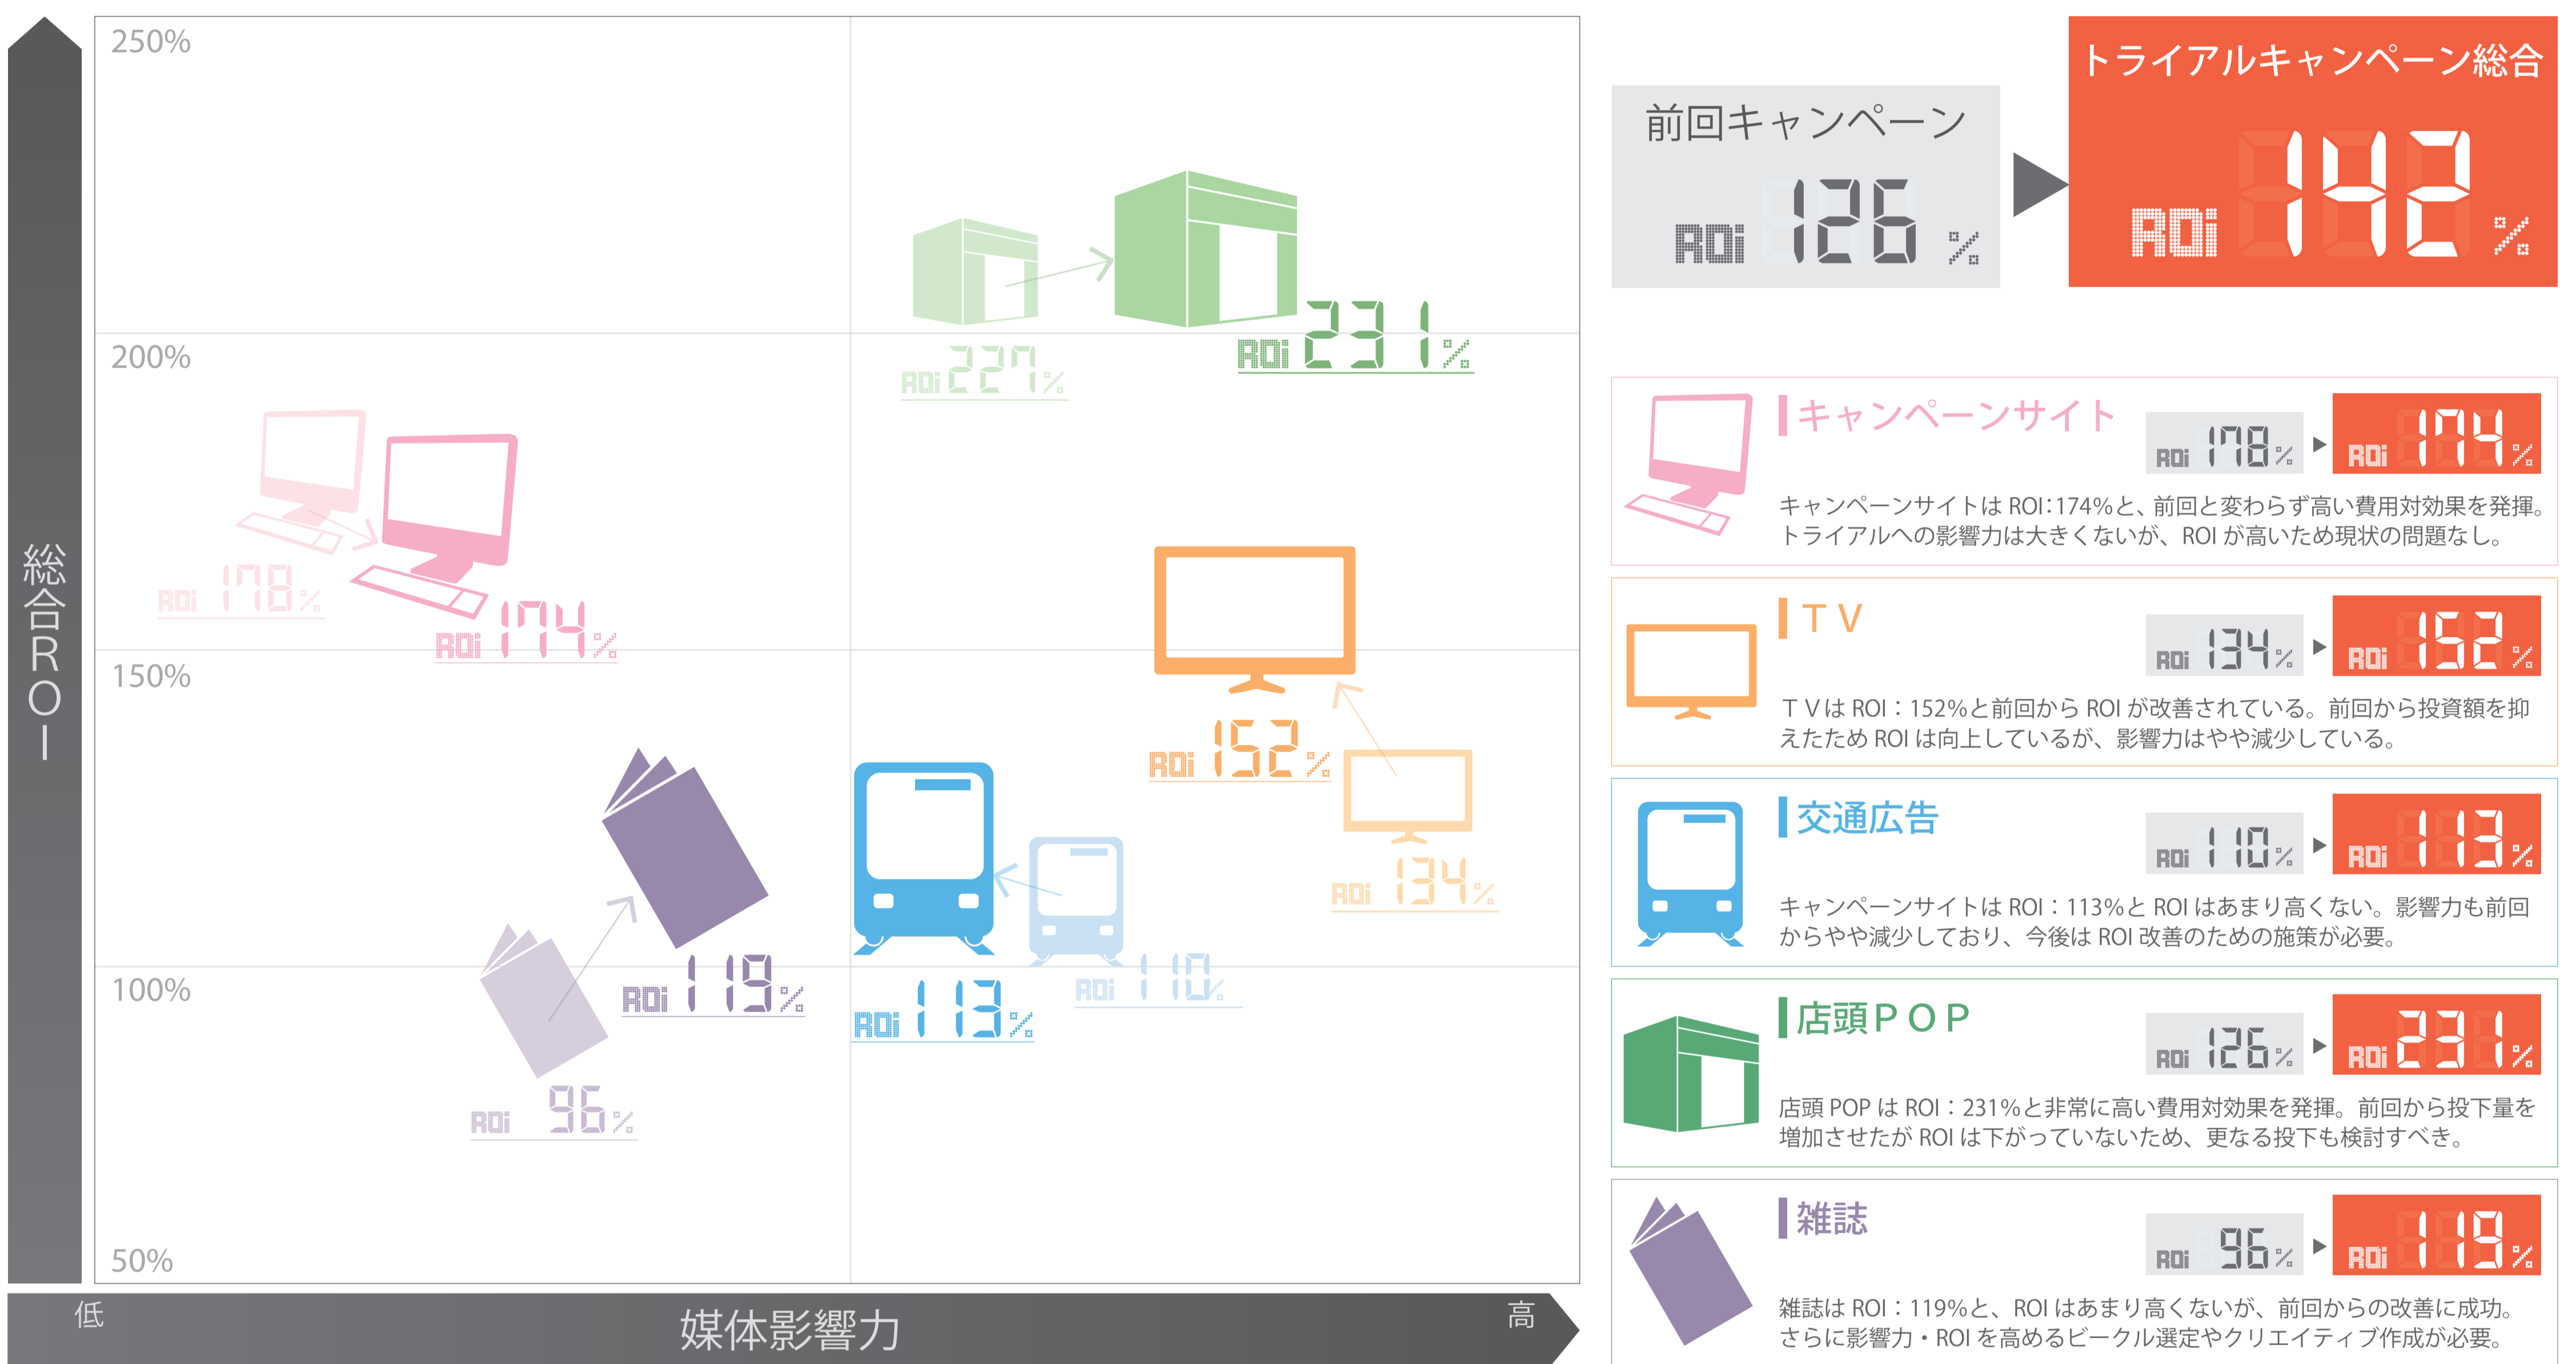 250%
200%
150%
100%
50%
総合ROI
低
媒体影響力
高
ROi 227%
ROi 231%
ROi 178%
ROi 174%
ROi 152%
ROi 134%
ROi 119%
ROi 96%
ROi 113%
ROi 110%
前回キャンペーン
ROi 126%
トライアルキャンペーン総合
ROi 142%
キャンペーンサイト
ROi 178%
ROi 174%
キャンペーンサイトは ROI:174%と、前回と変わらず高い費用対効果を発揮。
トライアルへの影響力は大きくないが、ROI が高いため現状の問題なし。
TV
ROi 134%
ROi 152%
TVは ROI：152%と前回から ROI が改善されている。前回から投資額を抑
えたため ROI は向上しているが、影響力はやや減少している。
交通広告
ROi 110%
ROi 113%
キャンペーンサイトは ROI：113%と ROI はあまり高くない。影響力も前回
からやや減少しており、今後は ROI 改善のための施策が必要。
店頭POP
ROi 126%
ROi 231%
店頭 POP は ROI：231%と非常に高い費用対効果を発揮。前回から投下量を
増加させたが ROI は下がっていないため、更なる投下も検討すべき。
雑誌
ROi 96%
ROi 119%
雑誌は ROI：119%と、ROI はあまり高くないが、前回からの改善に成功。
さらに影響力・ROI を高めるビークル選定やクリエイティブ作成が必要。